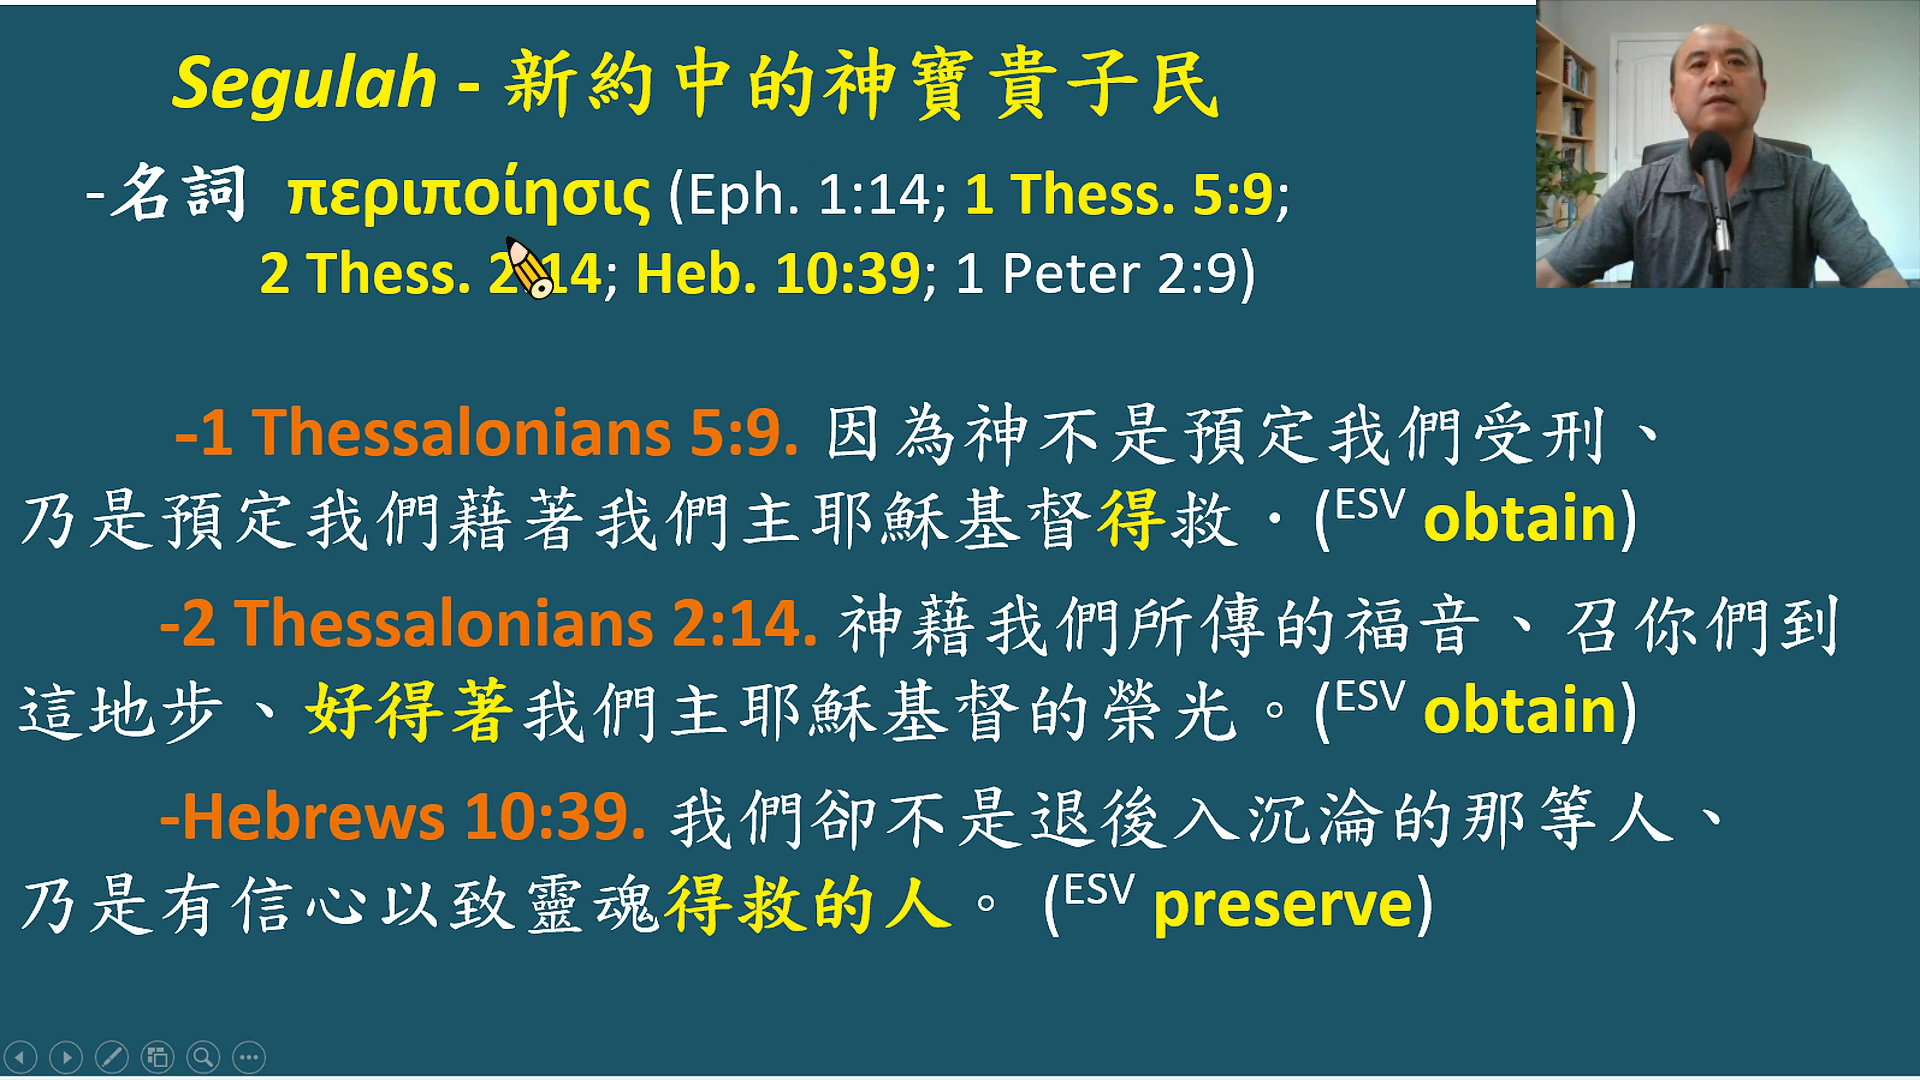 Segulah - 新約中的神寶貴子民
-名詞 περιποίησις (Eph. 1:14; 1 Thess. 5:9;
2 Thess. 2:14; Heb. 10:39; 1 Peter 2:9)
-1 Thessalonians 5:9. 因為神不是預定我們受刑、
乃是預定我們藉著我們主耶穌基督得救．(ESV obtain)
-2 Thessalonians 2:14. 神藉我們所傳的福音、召你們到
這地步、好得著我們主耶穌基督的榮光。(ESV obtain)
-Hebrews 10:39. 我們卻不是退後入沉淪的那等人、
乃是有信心以致靈魂得救的人。 (ESV preserve)